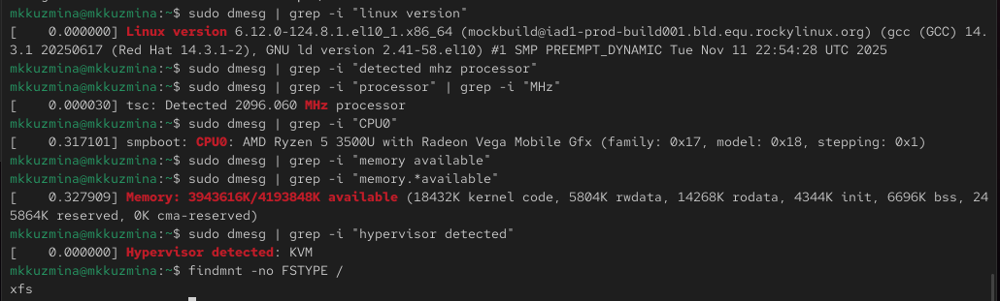 mkkuzmina@mkkuzmina:~$ sudo dmesg | grep -i "linux version"
[    0.000000] Linux version 6.12.0-124.8.1.el10_1.x86_64 (mockbuild@iad1-prod-build001.bld.equ.rockylinux.org) (gcc (GCC) 14.
3.1 20250617 (Red Hat 14.3.1-2), GNU ld version 2.41-58.el10) #1 SMP PREEMPT_DYNAMIC Tue Nov 11 22:54:28 UTC 2025
mkkuzmina@mkkuzmina:~$ sudo dmesg | grep -i "detected mhz processor"
mkkuzmina@mkkuzmina:~$ sudo dmesg | grep -i "processor" | grep -i "MHz"
[    0.000030] tsc: Detected 2096.060 MHz processor
mkkuzmina@mkkuzmina:~$ sudo dmesg | grep -i "CPU0"
[    0.317101] smpboot: CPU0: AMD Ryzen 5 3500U with Radeon Vega Mobile Gfx (family: 0x17, model: 0x18, stepping: 0x1)
mkkuzmina@mkkuzmina:~$ sudo dmesg | grep -i "memory available"
mkkuzmina@mkkuzmina:~$ sudo dmesg | grep -i "memory.*available"
[    0.327909] Memory: 3943616K/4193848K available (18432K kernel code, 5804K rwdata, 14268K rodata, 4344K init, 6696K bss, 24
5864K reserved, 0K cma-reserved)
mkkuzmina@mkkuzmina:~$ sudo dmesg | grep -i "hypervisor detected"
[    0.000000] Hypervisor detected: KVM
mkkuzmina@mkkuzmina:~$ findmnt -no FSTYPE /
xfs